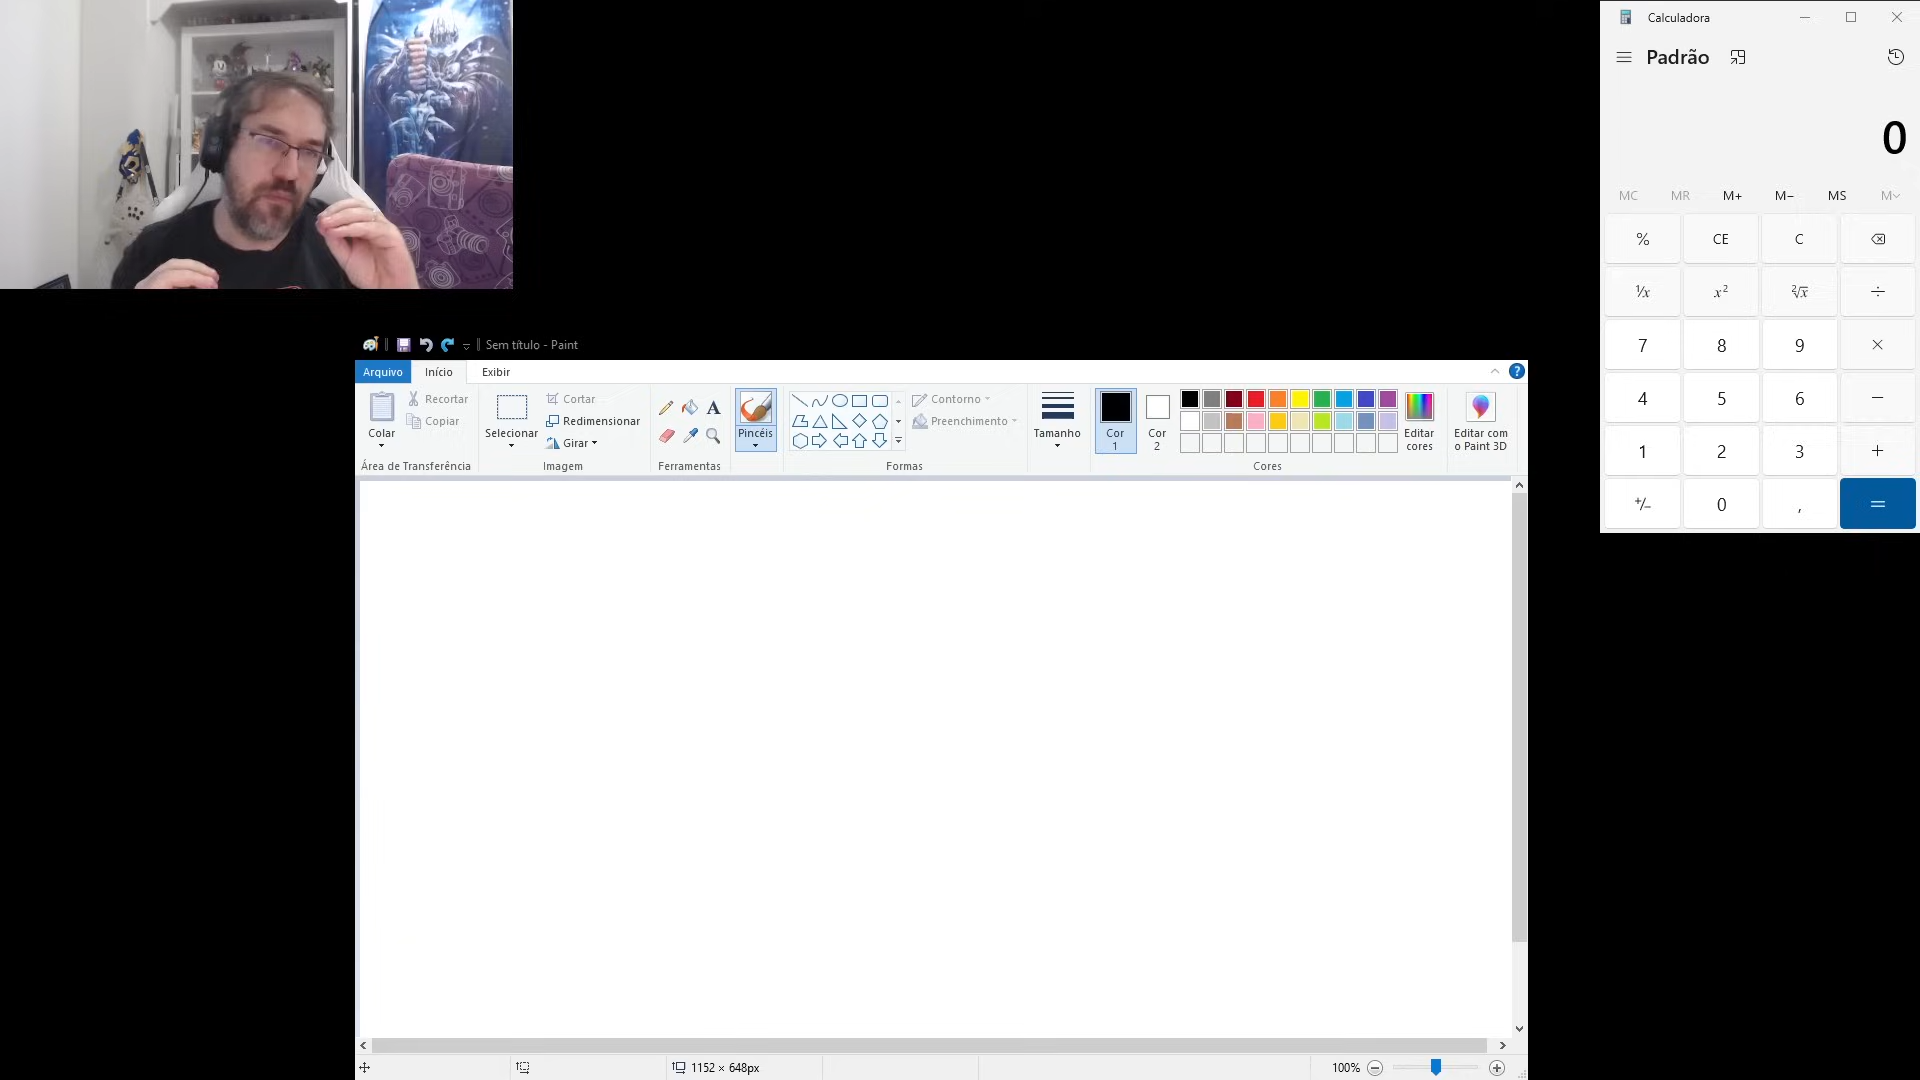 Calculadora
Padrão
0
MC MR M+ M− MS M
% CE C
¹/x x² ²√x ÷
7 8 9 ×
4 5 6 −
1 2 3 +
+/− 0 , =
Sem título - Paint
Arquivo Início Exibir
Colar
Recortar
Copiar
Área de Transferência
Selecionar
Cortar
Redimensionar
Girar
Imagem
A
Ferramentas
Pincéis
Contorno
Preenchimento
Formas
Tamanho
Cor
1
Cor
2
Cores
Editar
cores
Editar com
o Paint 3D
1152 × 648px
100%